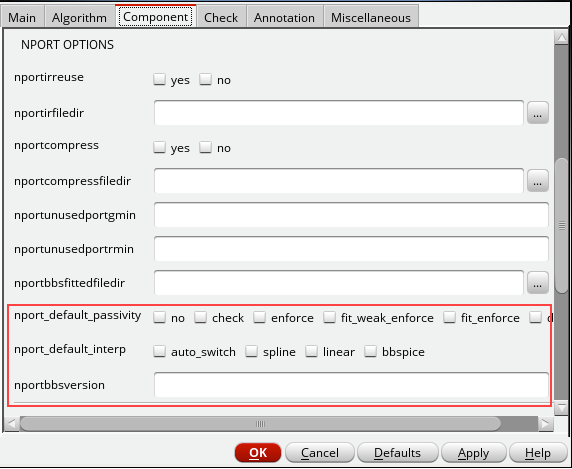 Main Algorithm Component Check Annotation Miscellaneous
NPORT OPTIONS
nportirreuse yes no
nportirfiledir ...
nportcompress yes no
nportcompressfiledir ...
nportunusedportgmin
nportunusedportrmin
nportbbsfittedfiledir ...
nport_default_passivity no check enforce fit_weak_enforce fit_enforce
nport_default_interp auto_switch spline linear bbspice
nportbbsversion
OK Cancel Defaults Apply Help